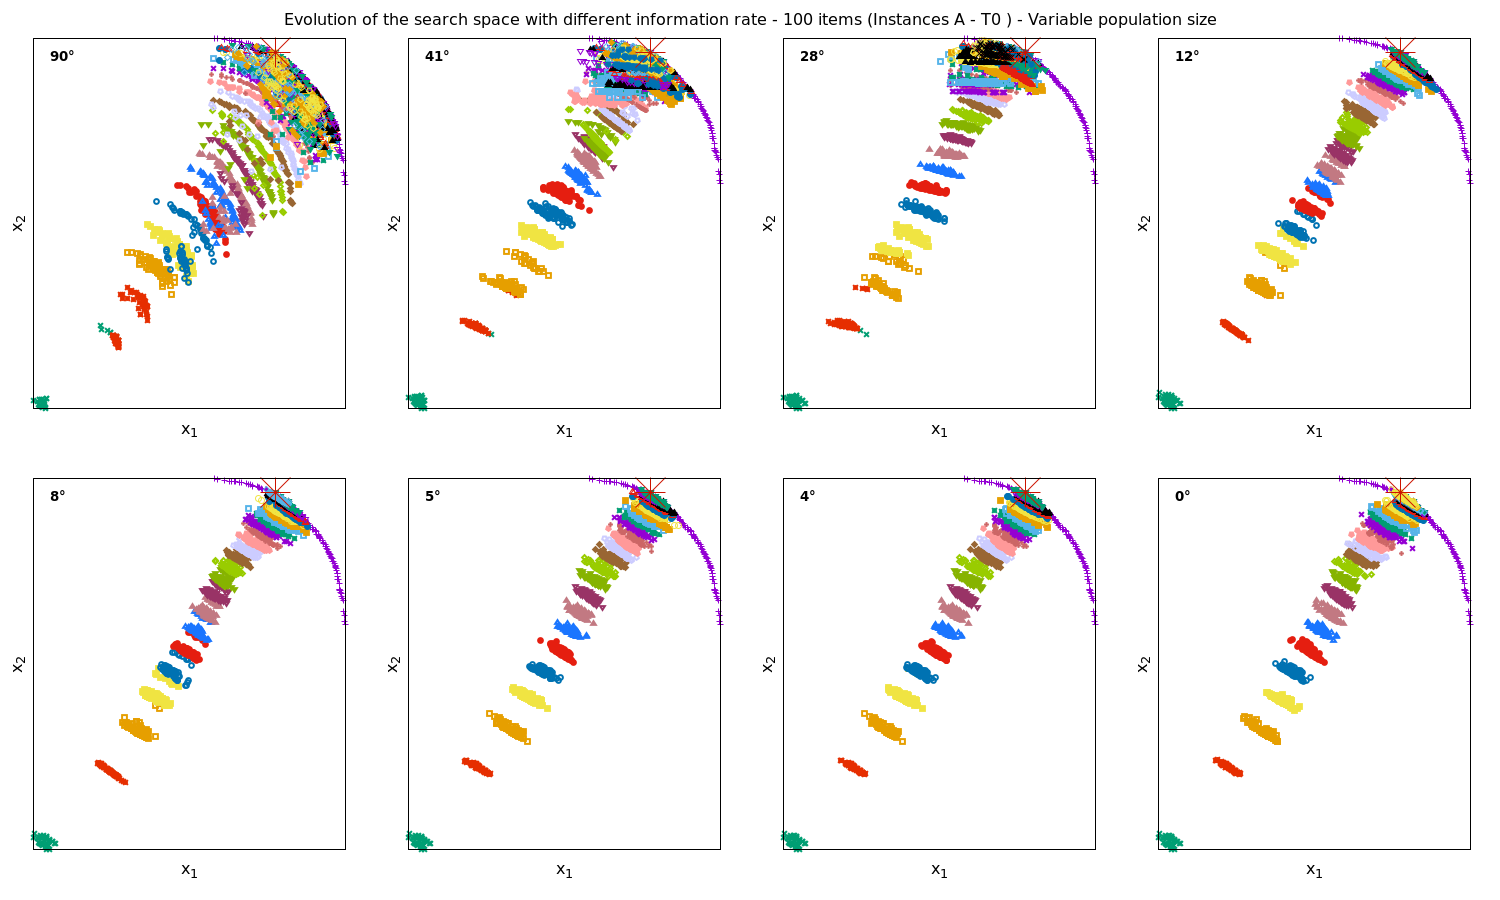 Evolution of the search space with different information rate - 100 items (Instances A - T0 ) - Variable population size
90°
41°
28°
12°
x2
x2
x2
x2
x1
x1
x1
x1
8°
5°
4°
0°
x2
x2
x2
x2
x1
x1
x1
x1